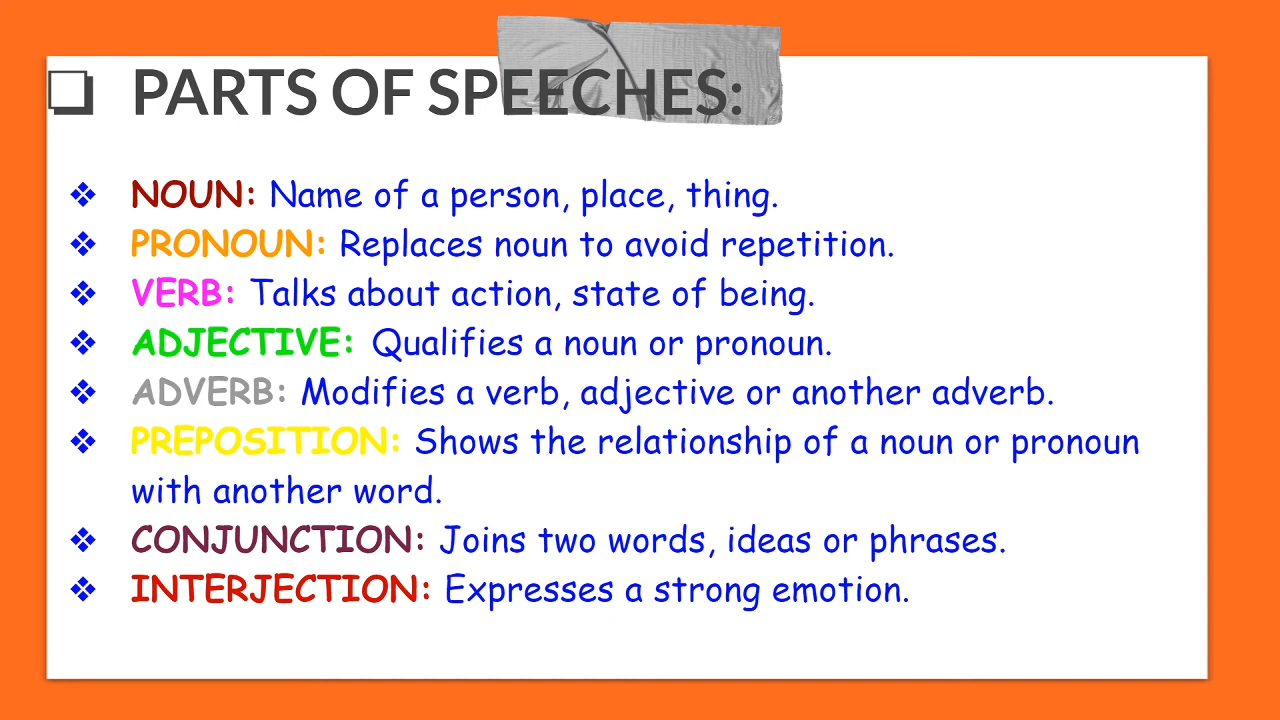 ❑ PARTS OF SPEECHES:
❖ NOUN: Name of a person, place, thing.
❖ PRONOUN: Replaces noun to avoid repetition.
❖ VERB: Talks about action, state of being.
❖ ADJECTIVE: Qualifies a noun or pronoun.
❖ ADVERB: Modifies a verb, adjective or another adverb.
❖ PREPOSITION: Shows the relationship of a noun or pronoun
with another word.
❖ CONJUNCTION: Joins two words, ideas or phrases.
❖ INTERJECTION: Expresses a strong emotion.